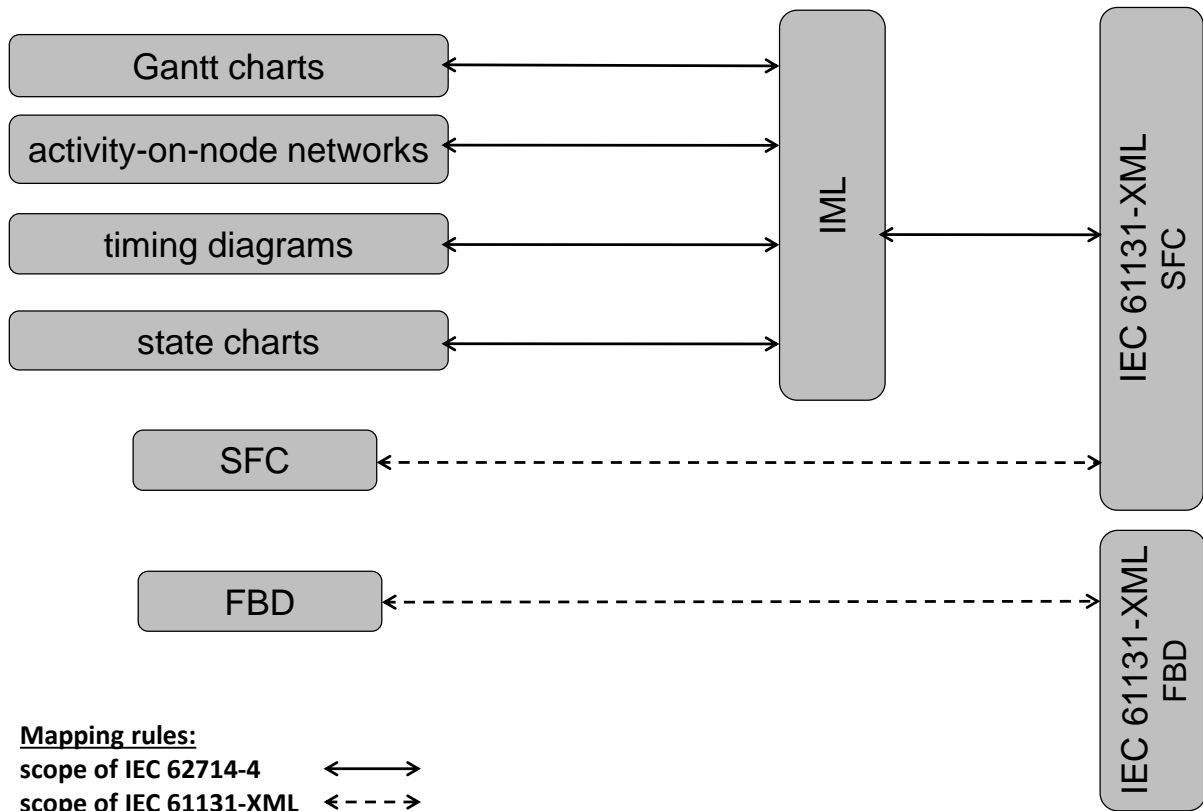 Gantt charts
activity-on-node networks
timing diagrams
state charts
IML
IEC 61131-XML
SFC
SFC
FBD
IEC 61131-XML
FBD
Mapping rules:
scope of IEC 62714-4
scope of IEC 61131-XML